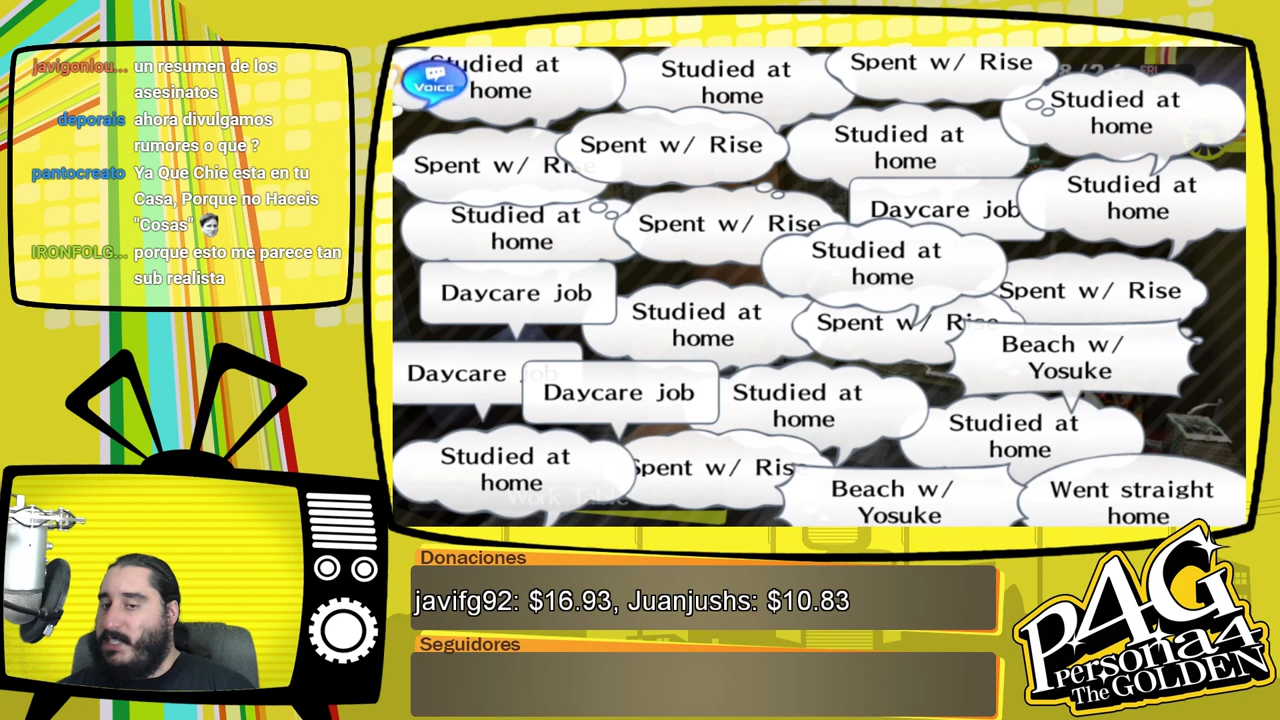 javigonlou... un resumen de los
asesinatos
deporais ahora divulgamos
rumores o que ?
pantocreato Ya Que Chie esta en tu
Casa, Porque no Haceis
"Cosas"
IRONFOLG... porque esto me parece tan
sub realista
VOICE
Studied at
home
Studied at
home
Spent w/ Rise
Studied at
home
Spent w/ Rise
Spent w/ Rise
Studied at
home
Studied at
home
Studied at
home
Spent w/ Rise
Daycare job
Studied at
home
Daycare job
Spent w/ Rise
Studied at
home
Spent w/ Rise
Beach w/
Yosuke
Daycare job
Daycare job
Studied at
home
Studied at
home
Studied at
home
Spent w/ Ris
Beach w/
Yosuke
Went straight
home
Work Table
Donaciones
javifg92: $16.93, Juanjushs: $10.83
Seguidores
P4G
Persona 4
The GOLDEN